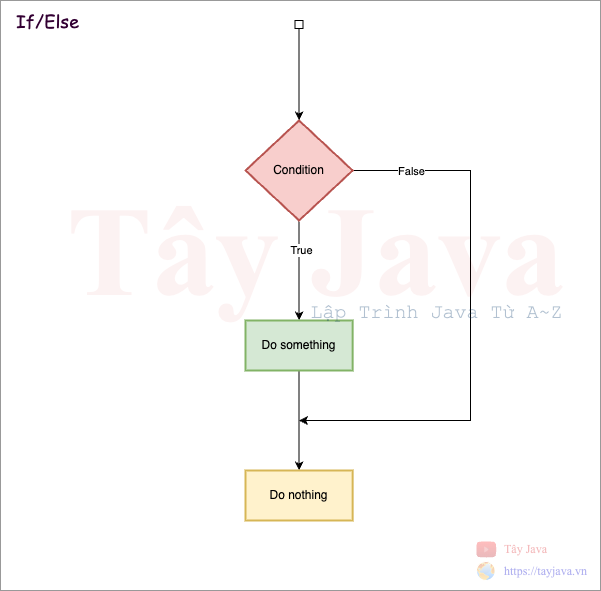 If/Else
Condition
False
True
Tây Java
Lập Trình Java Từ A~Z
Do something
Do nothing
Tây Java
https://tayjava.vn